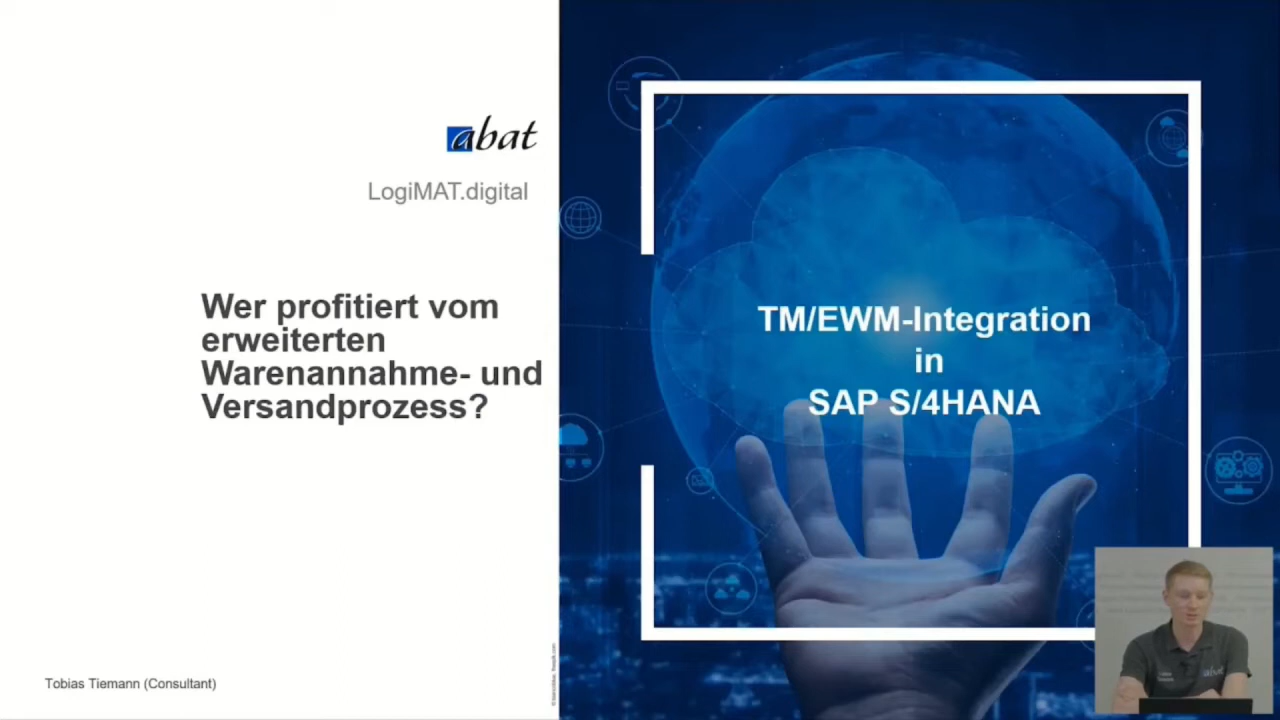 abat
LogiMAT.digital
Wer profitiert vom
erweiterten
Warenannahme- und
Versandprozess?
TM/EWM-Integration
in
SAP S/4HANA
Tobias Tiemann (Consultant)
abat